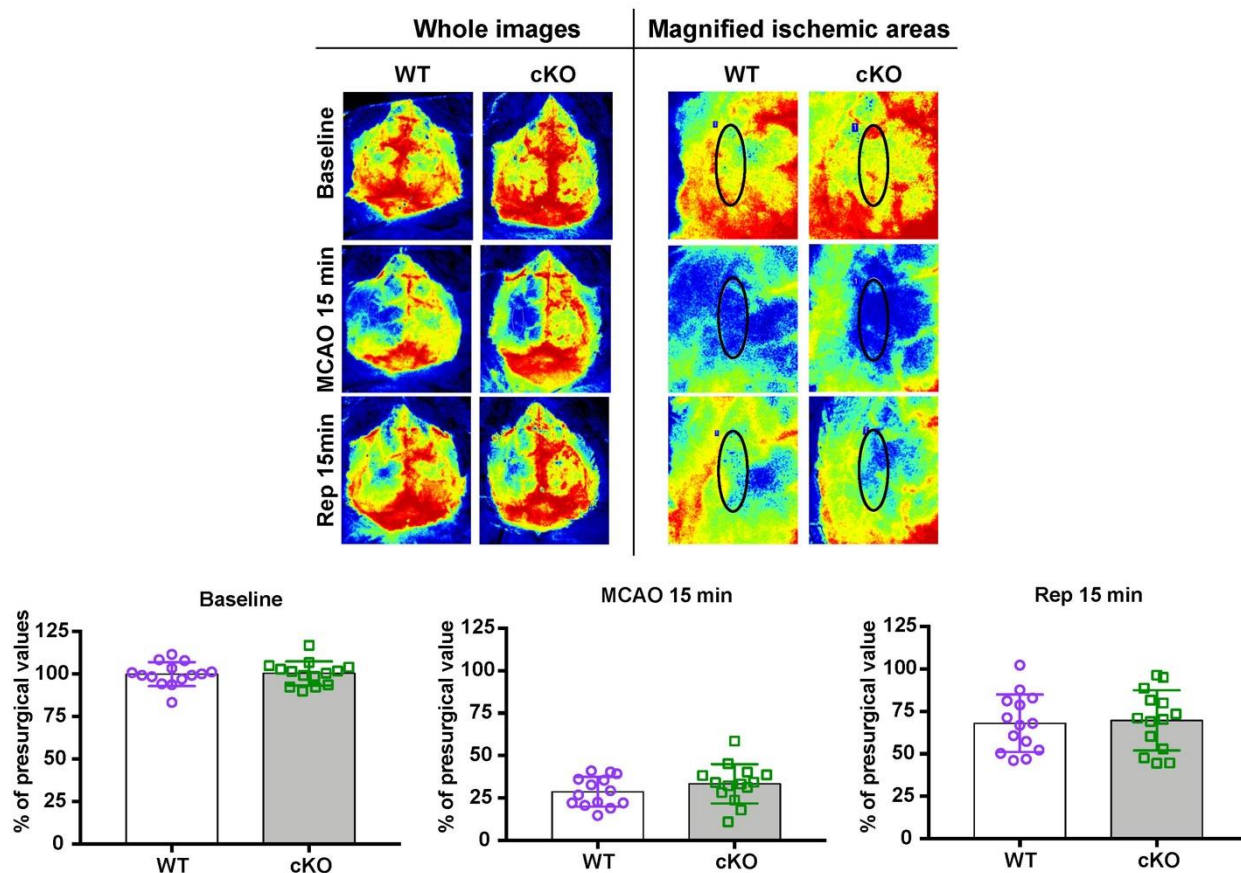 Whole images
Magnified ischemic areas
WT
cKO
WT
cKO
Baseline
MCAO 15 min
Rep 15min
Baseline
% of presurgical values
125
100
75
50
25
0
WT
cKO
MCAO 15 min
% of presurgical value
125
100
75
50
25
0
WT
cKO
Rep 15 min
% of presurgical value
125
100
75
50
25
0
WT
cKO